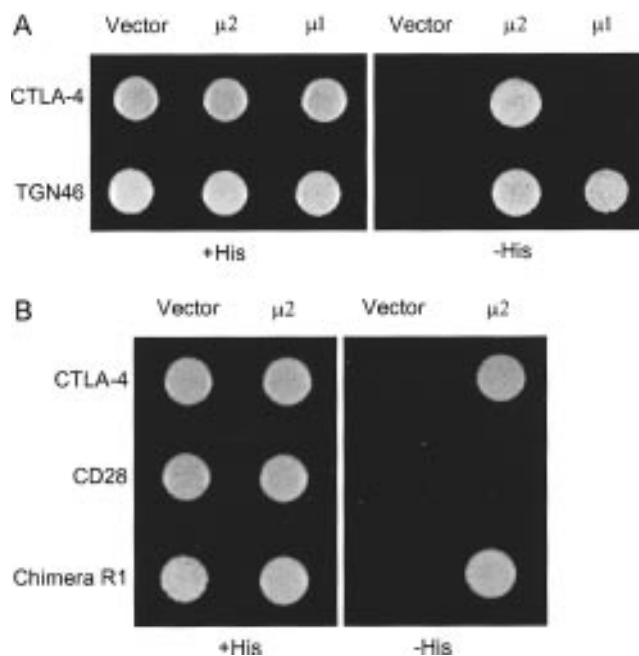 A
Vector μ2 μ1 Vector μ2 μ1
CTLA-4
TGN46
+His -His
B
Vector μ2 Vector μ2
CTLA-4
CD28
Chimera R1
+His -His